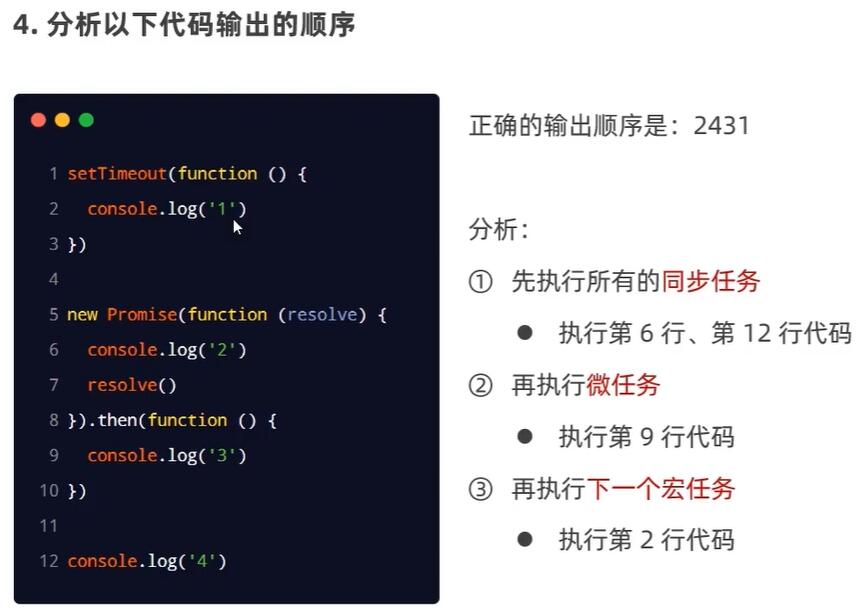 4. 分析以下代码输出的顺序
1 setTimeout(function () {
2   console.log('1')
3 })
4
5 new Promise(function (resolve) {
6   console.log('2')
7   resolve()
8 }).then(function () {
9   console.log('3')
10 })
11
12 console.log('4')
正确的输出顺序是：2431
分析：
① 先执行所有的同步任务
● 执行第 6 行、第 12 行代码
② 再执行微任务
● 执行第 9 行代码
③ 再执行下一个宏任务
● 执行第 2 行代码